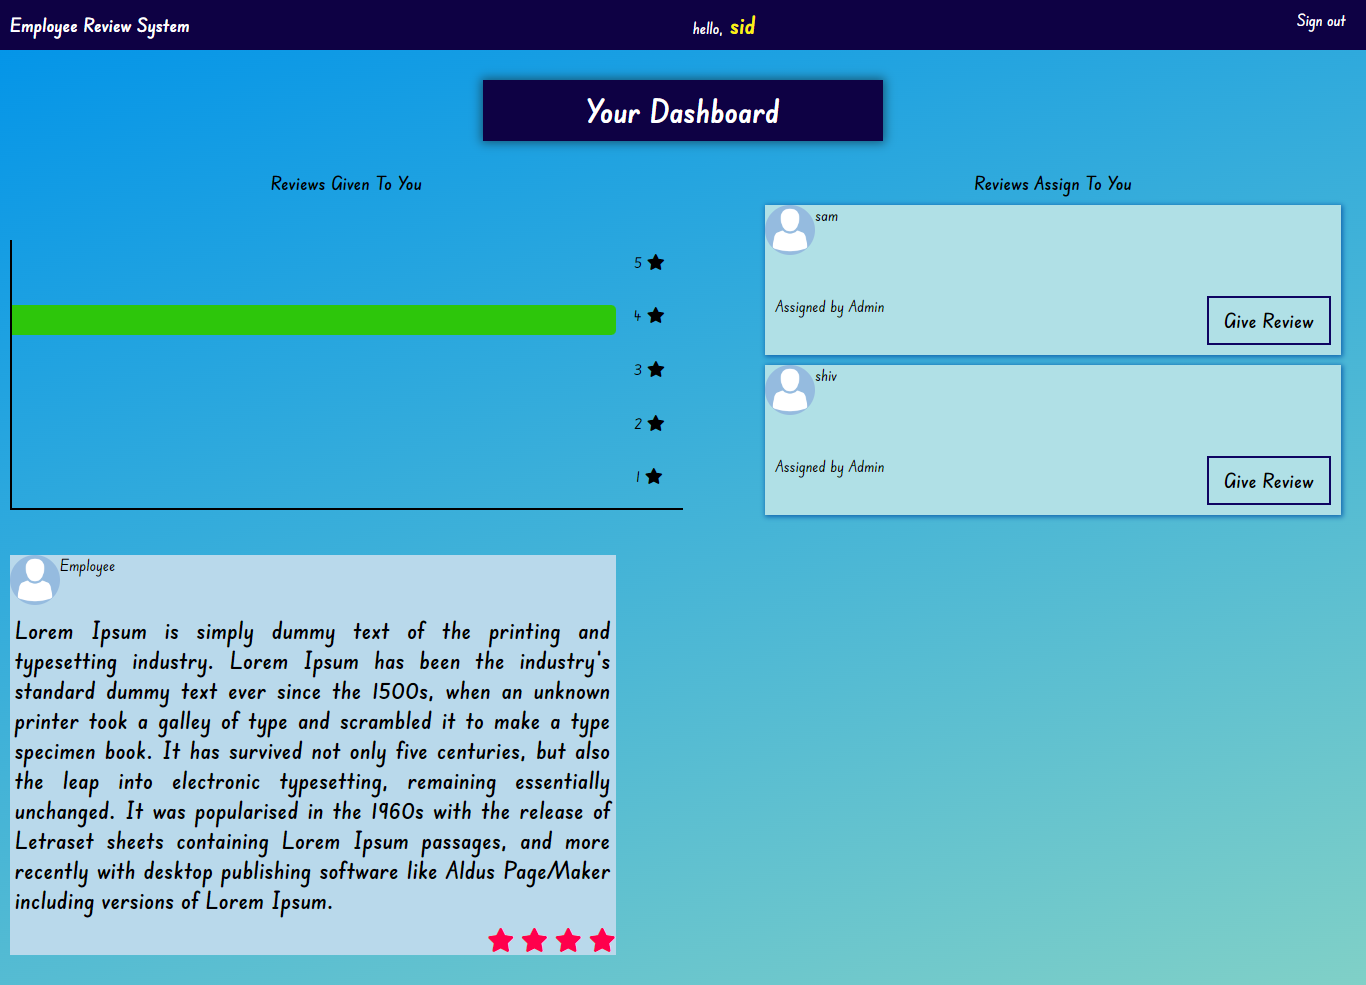 Employee Review System
hello, sid
Sign out
Your Dashboard
Reviews Given To You
5
4
3
2
1
Employee
Lorem Ipsum is simply dummy text of the printing and
typesetting industry. Lorem Ipsum has been the industry's
standard dummy text ever since the 1500s, when an unknown
printer took a galley of type and scrambled it to make a type
specimen book. It has survived not only five centuries, but also
the leap into electronic typesetting, remaining essentially
unchanged. It was popularised in the 1960s with the release of
Letraset sheets containing Lorem Ipsum passages, and more
recently with desktop publishing software like Aldus PageMaker
including versions of Lorem Ipsum.
Reviews Assign To You
sam
Assigned by Admin
Give Review
shiv
Assigned by Admin
Give Review